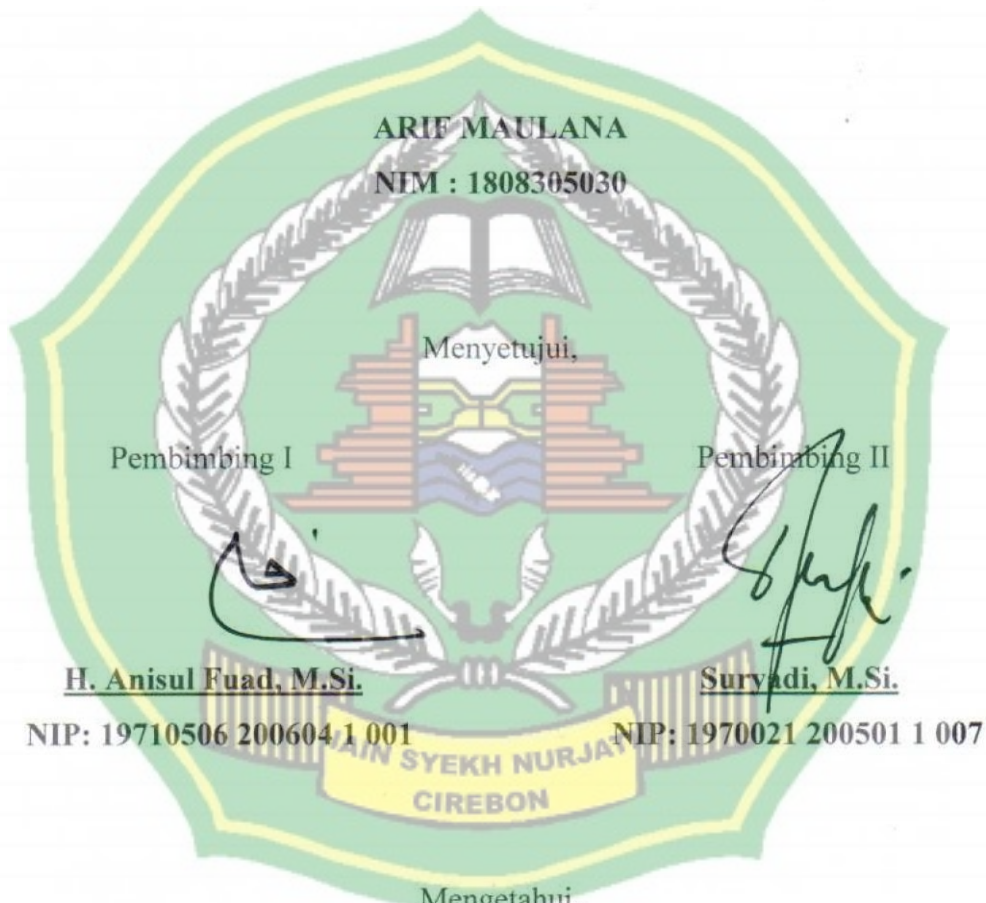 ARIF MAULANA
NIM : 1808305030
Menyetujui,
Pembimbing I
Pembimbing II
H. Anisul Fuad, M.Si.
Suryadi, M.Si.
NIP: 19710506 200604 1 001
NIP: 1970021 200501 1 007
IAIN SYEKH NURJATI
CIREBON
Mengetahui